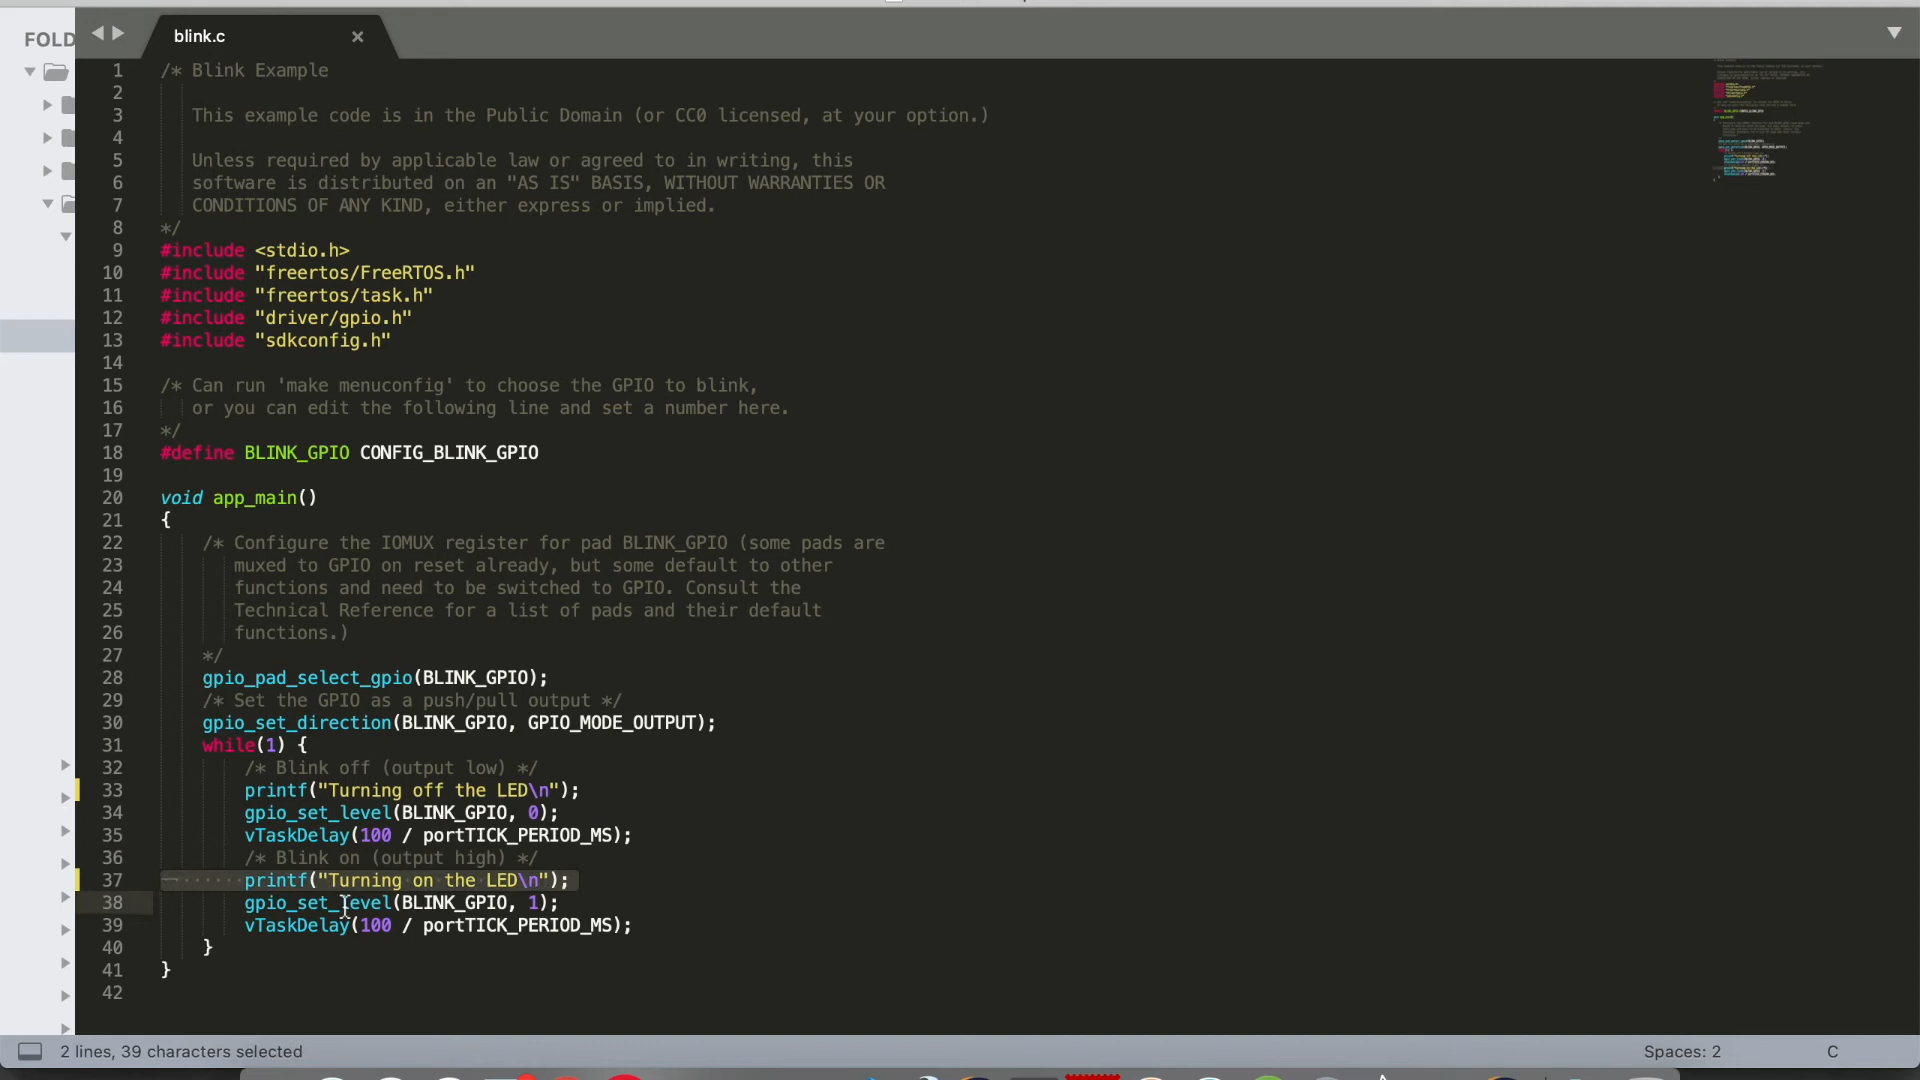 FOLD
blink.c
1 /* Blink Example
2
3 This example code is in the Public Domain (or CC0 licensed, at your option.)
4
5 Unless required by applicable law or agreed to in writing, this
6 software is distributed on an "AS IS" BASIS, WITHOUT WARRANTIES OR
7 CONDITIONS OF ANY KIND, either express or implied.
8 */
9 #include <stdio.h>
10 #include "freertos/FreeRTOS.h"
11 #include "freertos/task.h"
12 #include "driver/gpio.h"
13 #include "sdkconfig.h"
14
15 /* Can run 'make menuconfig' to choose the GPIO to blink,
16 or you can edit the following line and set a number here.
17 */
18 #define BLINK_GPIO CONFIG_BLINK_GPIO
19
20 void app_main()
21 {
22 /* Configure the IOMUX register for pad BLINK_GPIO (some pads are
23 muxed to GPIO on reset already, but some default to other
24 functions and need to be switched to GPIO. Consult the
25 Technical Reference for a list of pads and their default
26 functions.)
27 */
28 gpio_pad_select_gpio(BLINK_GPIO);
29 /* Set the GPIO as a push/pull output */
30 gpio_set_direction(BLINK_GPIO, GPIO_MODE_OUTPUT);
31 while(1) {
32 /* Blink off (output low) */
33 printf("Turning off the LED\n");
34 gpio_set_level(BLINK_GPIO, 0);
35 vTaskDelay(100 / portTICK_PERIOD_MS);
36 /* Blink on (output high) */
37 printf("Turning on the LED\n");
38 gpio_set_level(BLINK_GPIO, 1);
39 vTaskDelay(100 / portTICK_PERIOD_MS);
40 }
41 }
42
2 lines, 39 characters selected
Spaces: 2
C